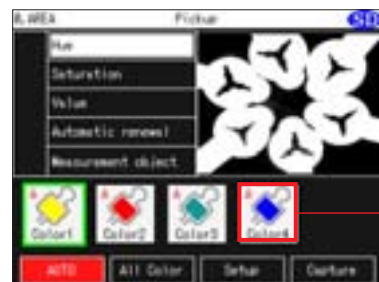 A.AREA Pickup SD
Hue
Saturation
Value
Automatic renewal
Measurement object
A A A A
Color1 Color2 Color3 Color4
AUTO All Color Setup Capture